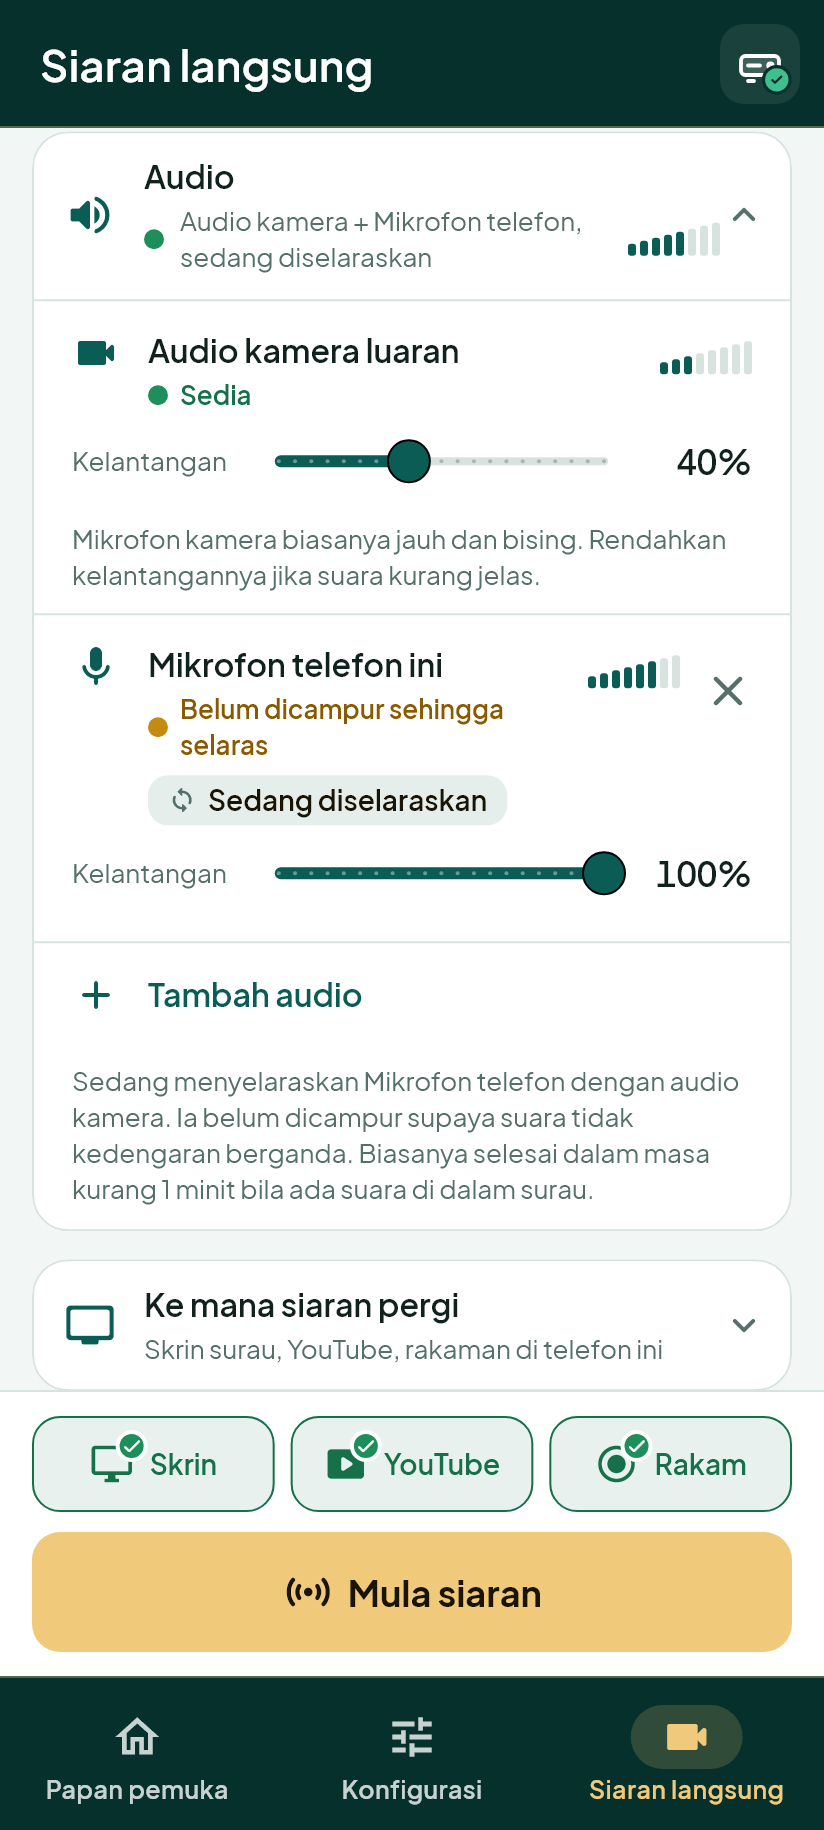 Siaran langsung
Audio
Audio kamera + Mikrofon telefon,
sedang diselaraskan
Audio kamera luaran
Sedia
Kelantangan
40%
Mikrofon kamera biasanya jauh dan bising. Rendahkan
kelantangannya jika suara kurang jelas.
Mikrofon telefon ini
Belum dicampur sehingga
selaras
Sedang diselaraskan
Kelantangan
100%
Tambah audio
Sedang menyelaraskan Mikrofon telefon dengan audio
kamera. Ia belum dicampur supaya suara tidak
kedengaran berganda. Biasanya selesai dalam masa
kurang 1 minit bila ada suara di dalam surau.
Ke mana siaran pergi
Skrin surau, YouTube, rakaman di telefon ini
Skrin
YouTube
Rakam
Mula siaran
Papan pemuka
Konfigurasi
Siaran langsung